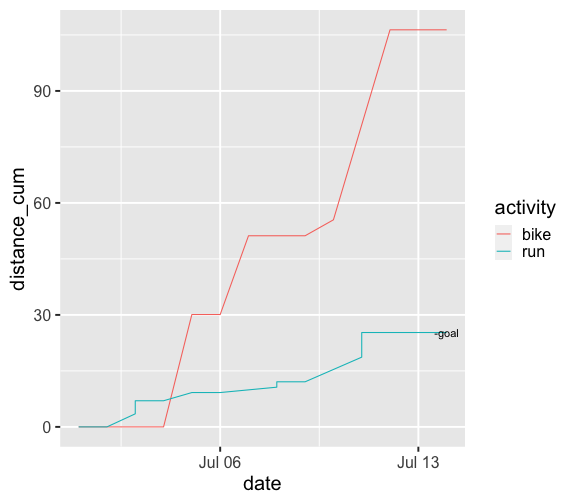 distance_cum
90
60
30
0
-goal
Jul 06
Jul 13
date
activity
bike
run